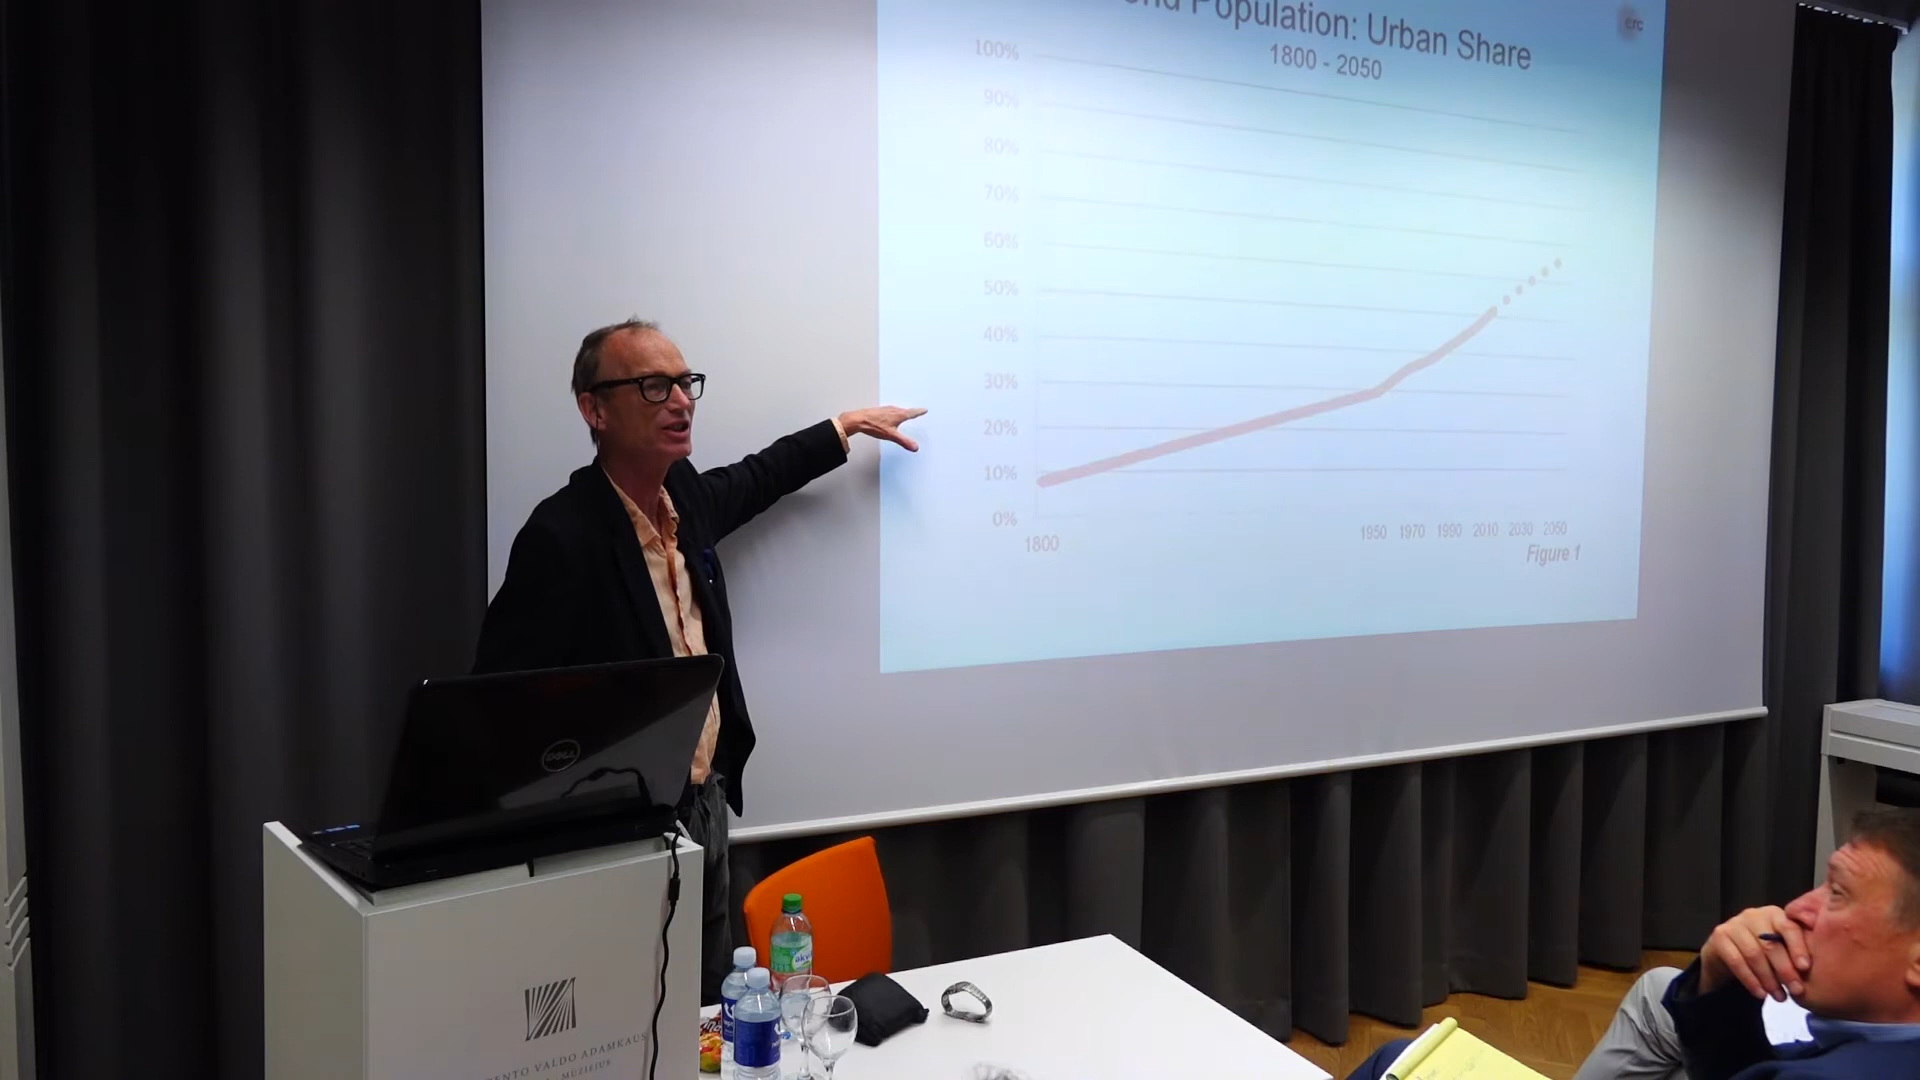 Population: Urban Share
1800 - 2050
crc
100%
90%
80%
70%
60%
50%
40%
30%
20%
10%
0%
1800 1950 1970 1990 2010 2030 2050
Figure 1
DELL
VALDO ADAMKAUS
MUZIEJUS